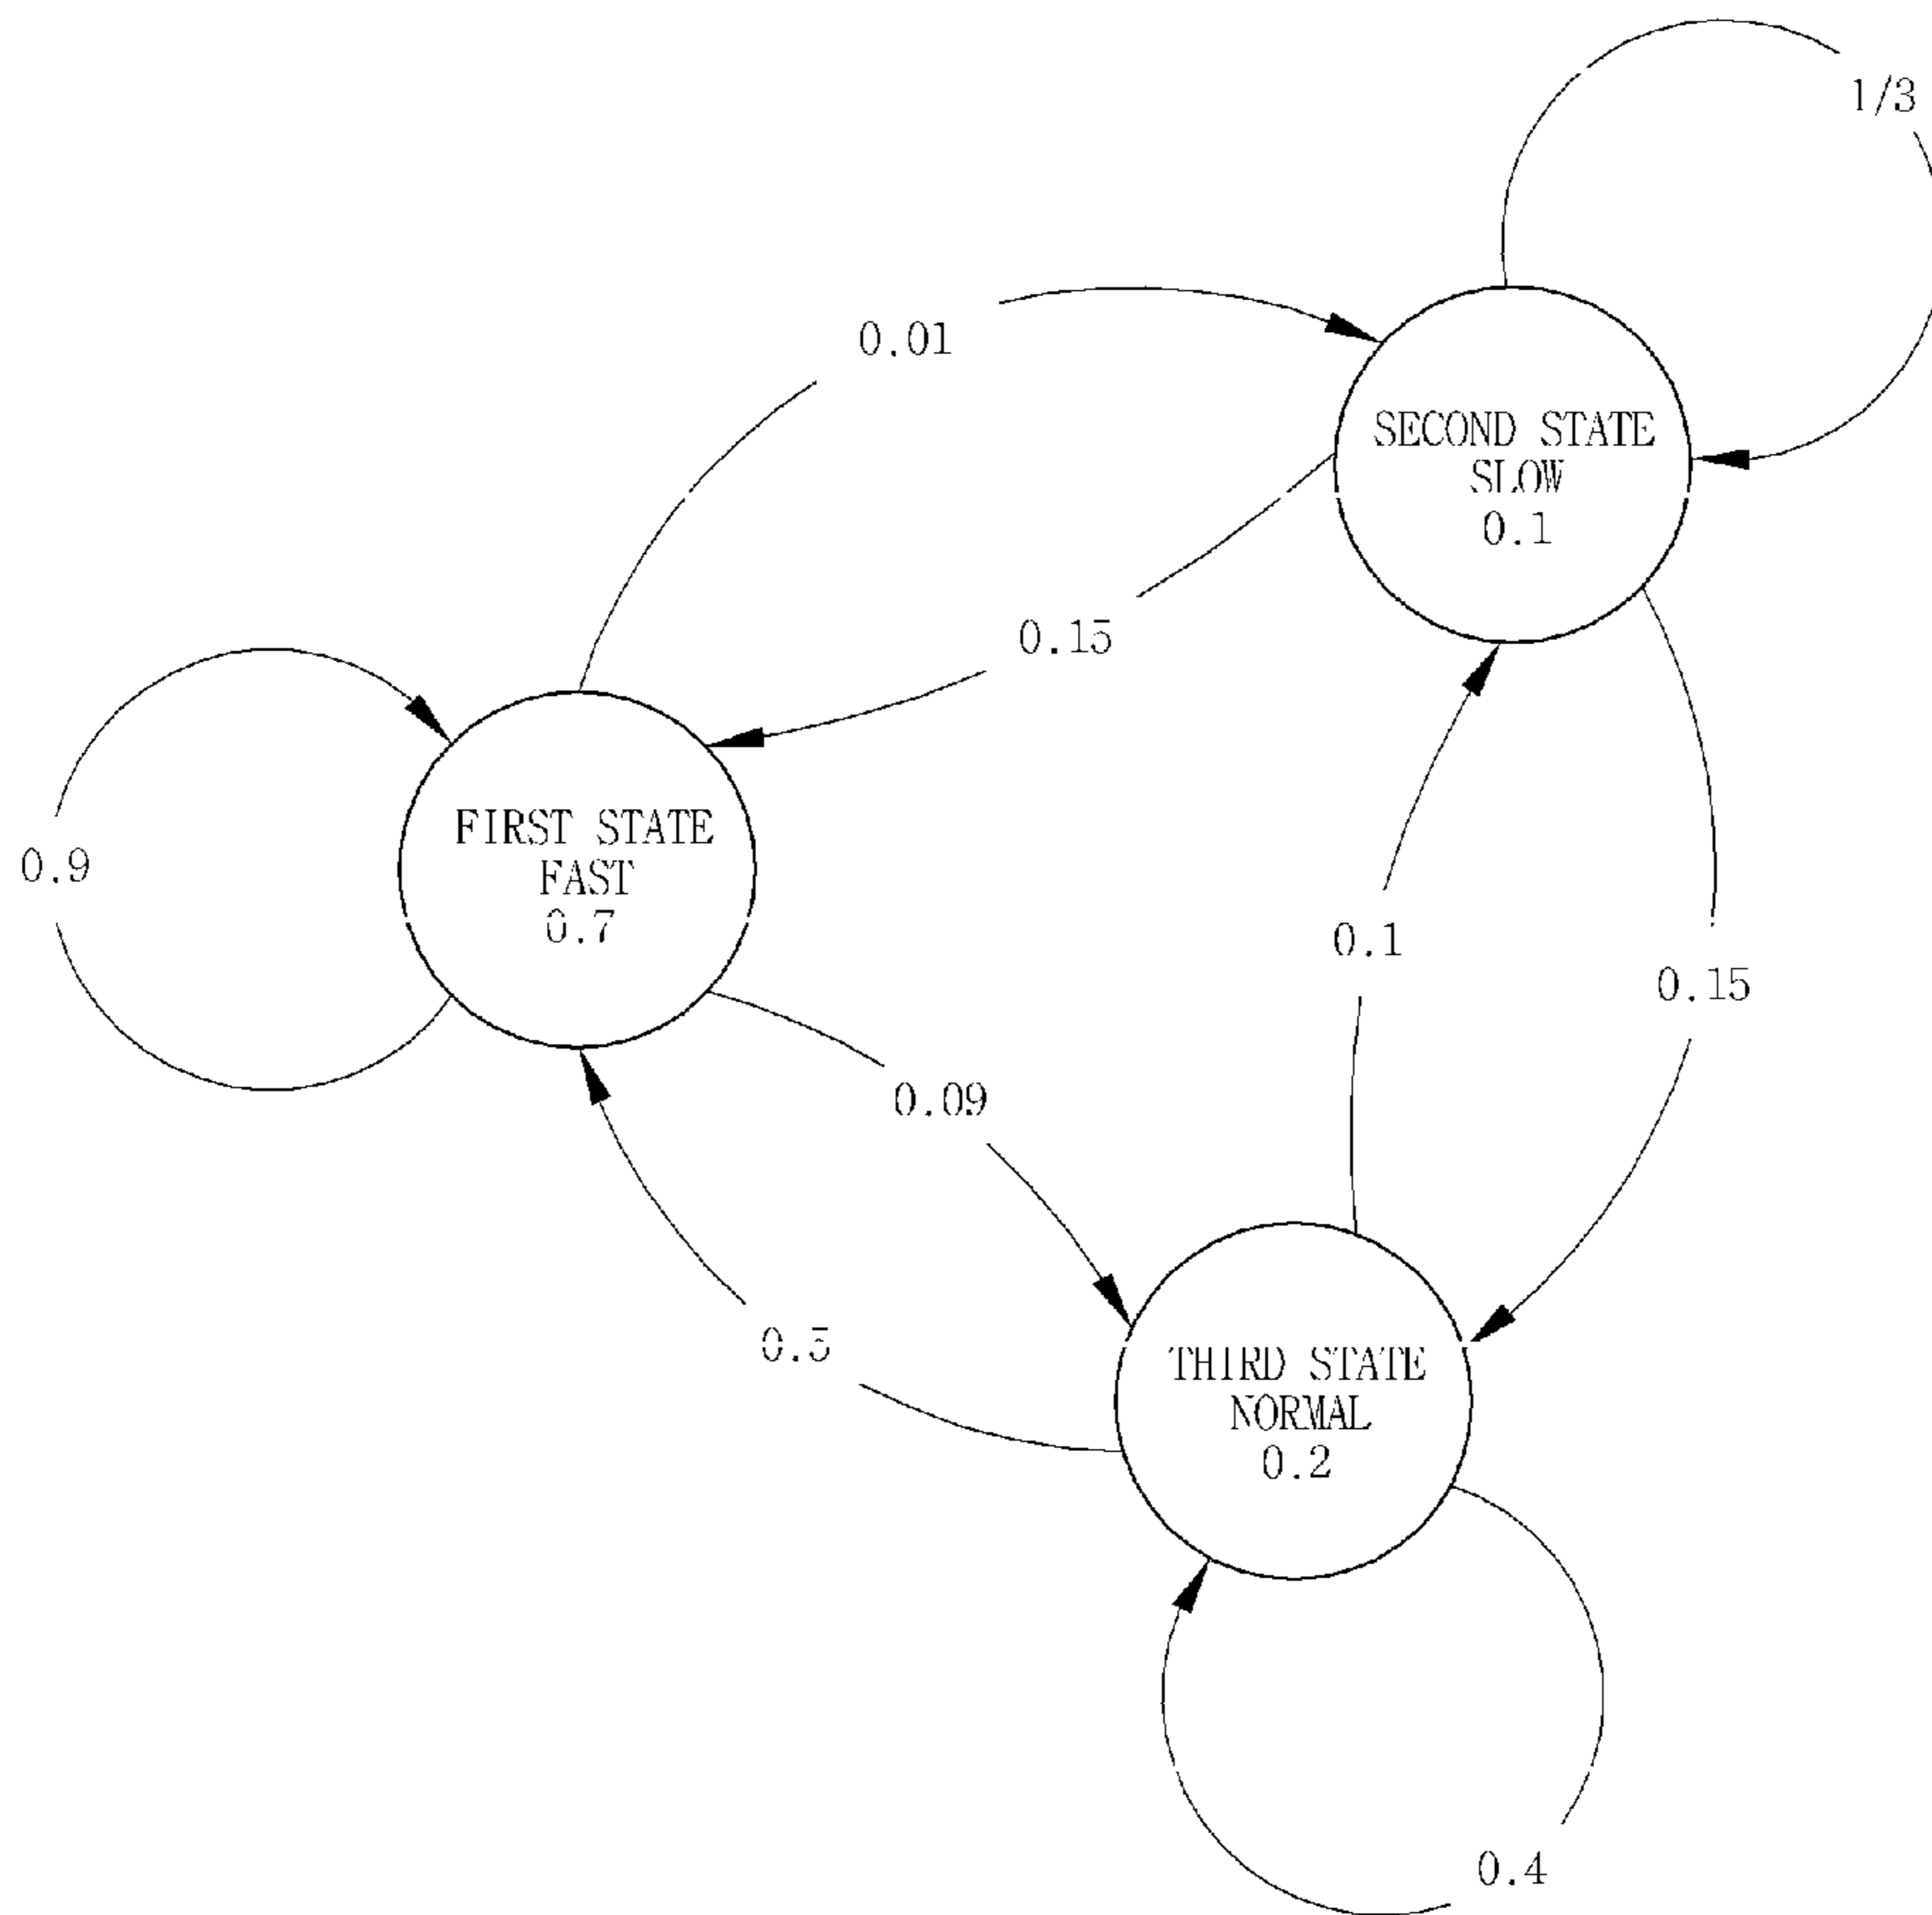 1/3
0.01
SECOND STATE
SLOW
0.1
0.15
FIRST STATE
FAST
0.7
0.9
0.1
0.15
0.09
0.5
THIRD STATE
NORMAL
0.2
0.4